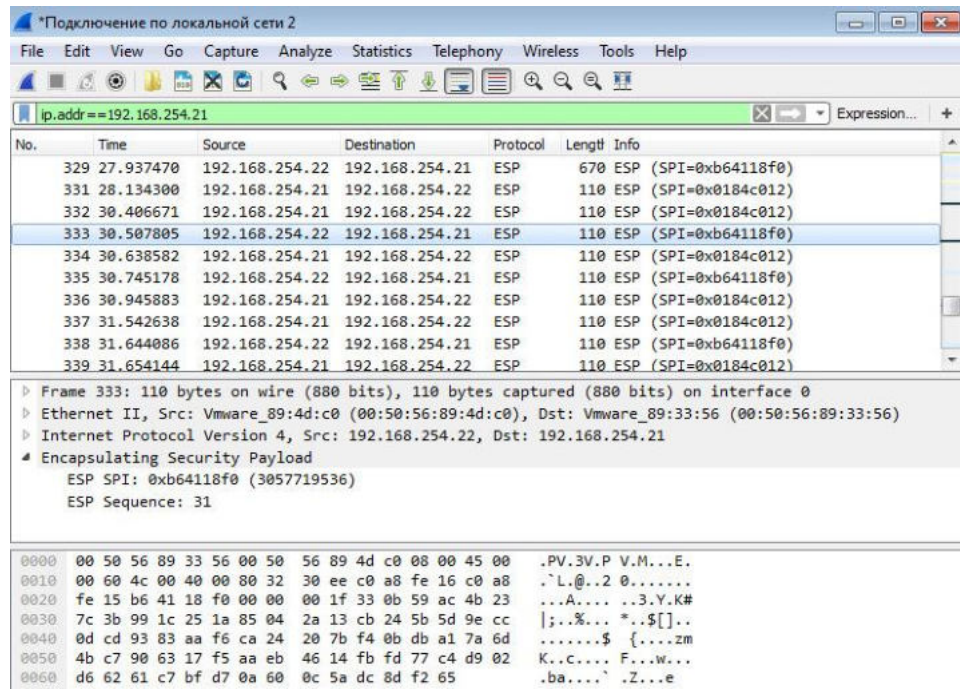 *Подключение по локальной сети 2
File Edit View Go Capture Analyze Statistics Telephony Wireless Tools Help
ip.addr==192.168.254.21 Expression... +
No. Time Source Destination Protocol Lengtl Info
329 27.937470 192.168.254.22 192.168.254.21 ESP 670 ESP (SPI=0xb64118f0)
331 28.134300 192.168.254.21 192.168.254.22 ESP 110 ESP (SPI=0x0184c012)
332 30.406671 192.168.254.21 192.168.254.22 ESP 110 ESP (SPI=0x0184c012)
333 30.507805 192.168.254.22 192.168.254.21 ESP 110 ESP (SPI=0xb64118f0)
334 30.638582 192.168.254.21 192.168.254.22 ESP 110 ESP (SPI=0x0184c012)
335 30.745178 192.168.254.22 192.168.254.21 ESP 110 ESP (SPI=0xb64118f0)
336 30.945883 192.168.254.21 192.168.254.22 ESP 110 ESP (SPI=0x0184c012)
337 31.542638 192.168.254.21 192.168.254.22 ESP 110 ESP (SPI=0x0184c012)
338 31.644086 192.168.254.22 192.168.254.21 ESP 110 ESP (SPI=0xb64118f0)
339 31.654144 192.168.254.21 192.168.254.22 ESP 110 ESP (SPI=0x0184c012)
Frame 333: 110 bytes on wire (880 bits), 110 bytes captured (880 bits) on interface 0
Ethernet II, Src: Vmware_89:4d:c0 (00:50:56:89:4d:c0), Dst: Vmware_89:33:56 (00:50:56:89:33:56)
Internet Protocol Version 4, Src: 192.168.254.22, Dst: 192.168.254.21
Encapsulating Security Payload
ESP SPI: 0xb64118f0 (3057719536)
ESP Sequence: 31
0000 00 50 56 89 33 56 00 50 56 89 4d c0 08 00 45 00 .PV.3V.P V.M...E.
0010 00 60 4c 00 40 00 80 32 30 ee c0 a8 fe 16 c0 a8 .`L.@..2 0.......
0020 fe 15 b6 41 18 f0 00 00 00 1f 33 0b 59 ac 4b 23 ...A.... ..3.Y.K#
0030 7c 3b 99 1c 25 1a 85 04 2a 13 cb 24 5b 5d 9e cc |;..%... *..$[]..
0040 0d cd 93 83 aa f6 ca 24 20 7b f4 0b db a1 7a 6d .......$ {....zm
0050 4b c7 90 63 17 f5 aa eb 46 14 fb fd 77 c4 d9 02 K..c.... F...w...
0060 d6 62 61 c7 bf d7 0a 60 0c 5a dc 8d f2 65 .ba....` .Z...e